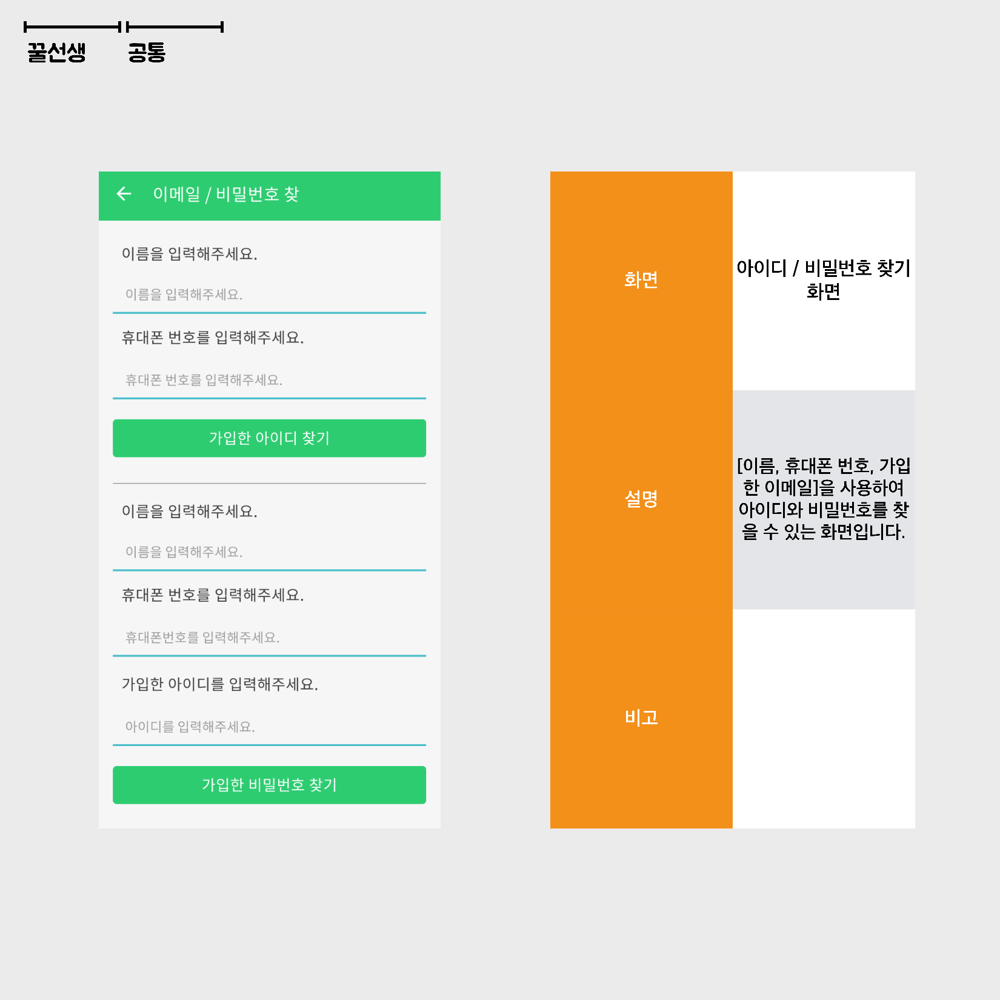 꿀선생 공통
이메일 / 비밀번호 찾
이름을 입력해주세요.
이름을 입력해주세요.
휴대폰 번호를 입력해주세요.
휴대폰 번호를 입력해주세요.
가입한 아이디 찾기
이름을 입력해주세요.
이름을 입력해주세요.
휴대폰 번호를 입력해주세요.
휴대폰번호를 입력해주세요.
가입한 아이디를 입력해주세요.
아이디를 입력해주세요.
가입한 비밀번호 찾기
화면
아이디 / 비밀번호 찾기
화면
설명
[이름, 휴대폰 번호, 가입
한 이메일]을 사용하여
아이디와 비밀번호를 찾
을 수 있는 화면입니다.
비고